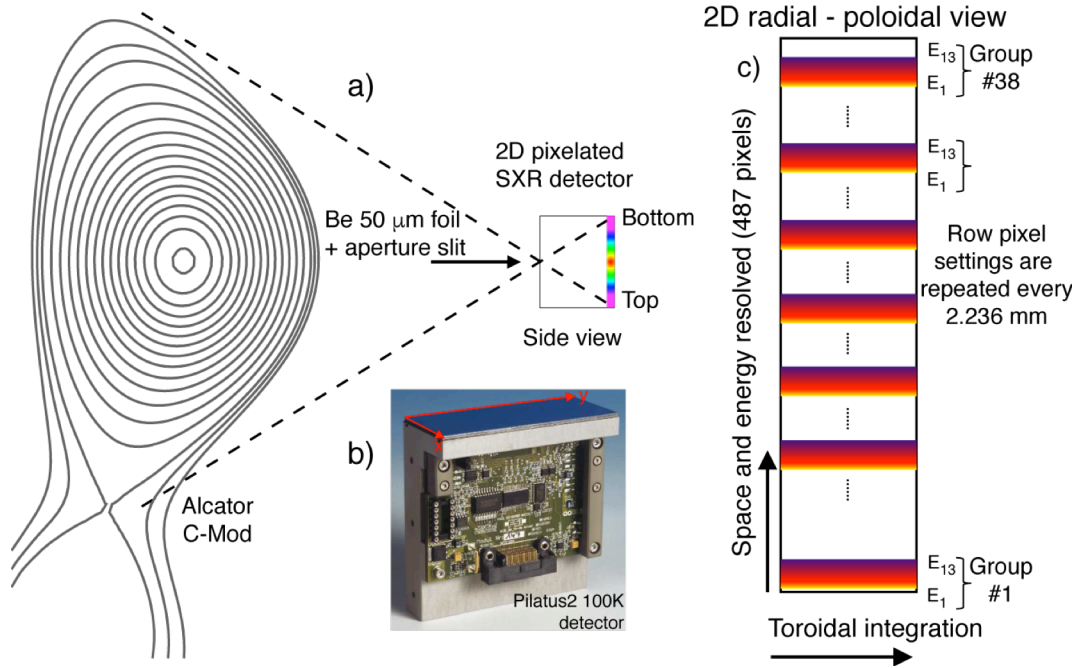 a)
Be 50 μm foil
+ aperture slit
2D pixelated
SXR detector
Bottom
Top
Side view
Alcator
C-Mod
b)
x
y
Pilatus2 100K
detector
2D radial - poloidal view
c)
Space and energy resolved (487 pixels)
E13
E1
Group
#38
E13
E1
Row pixel
settings are
repeated every
2.236 mm
E13
E1
Group
#1
Toroidal integration